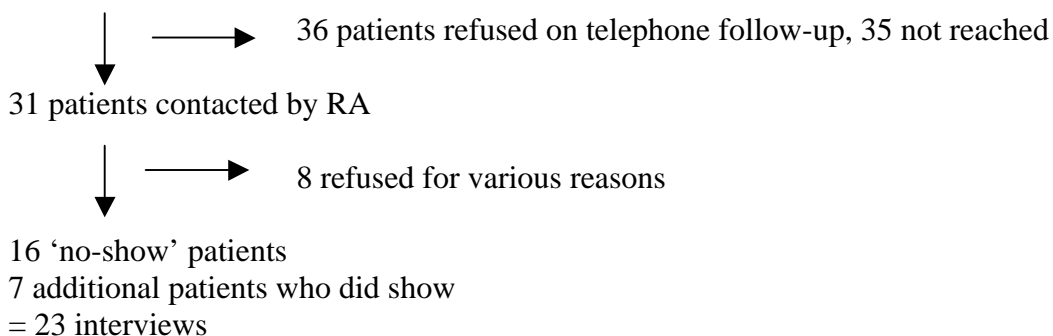 36 patients refused on telephone follow-up, 35 not reached
31 patients contacted by RA
8 refused for various reasons
16 ‘no-show’ patients
7 additional patients who did show
= 23 interviews